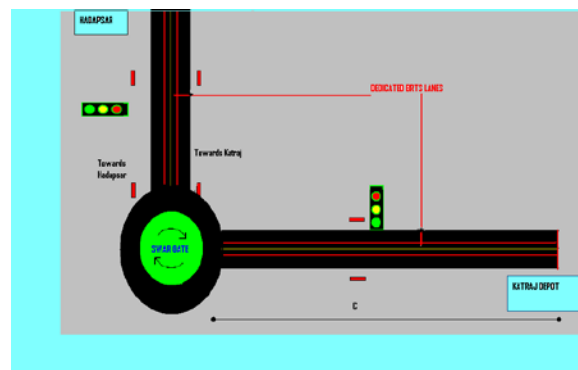 HADAPSAR
DEDICATED BRTS LANES
Towards Katraj
Towards
Hadapsar
SWARGATE
KATRAJ DEPOT
C